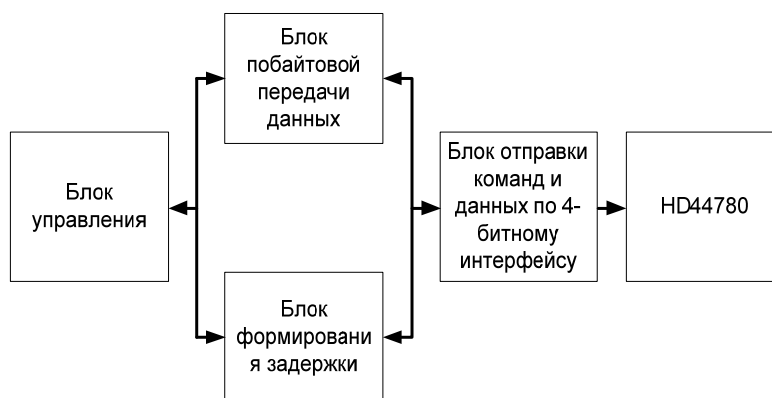 Блок
побайтовой
передачи
данных
Блок
управления
Блок отправки
команд и
данных по 4-
битному
интерфейсу
HD44780
Блок
формировани
я задержки